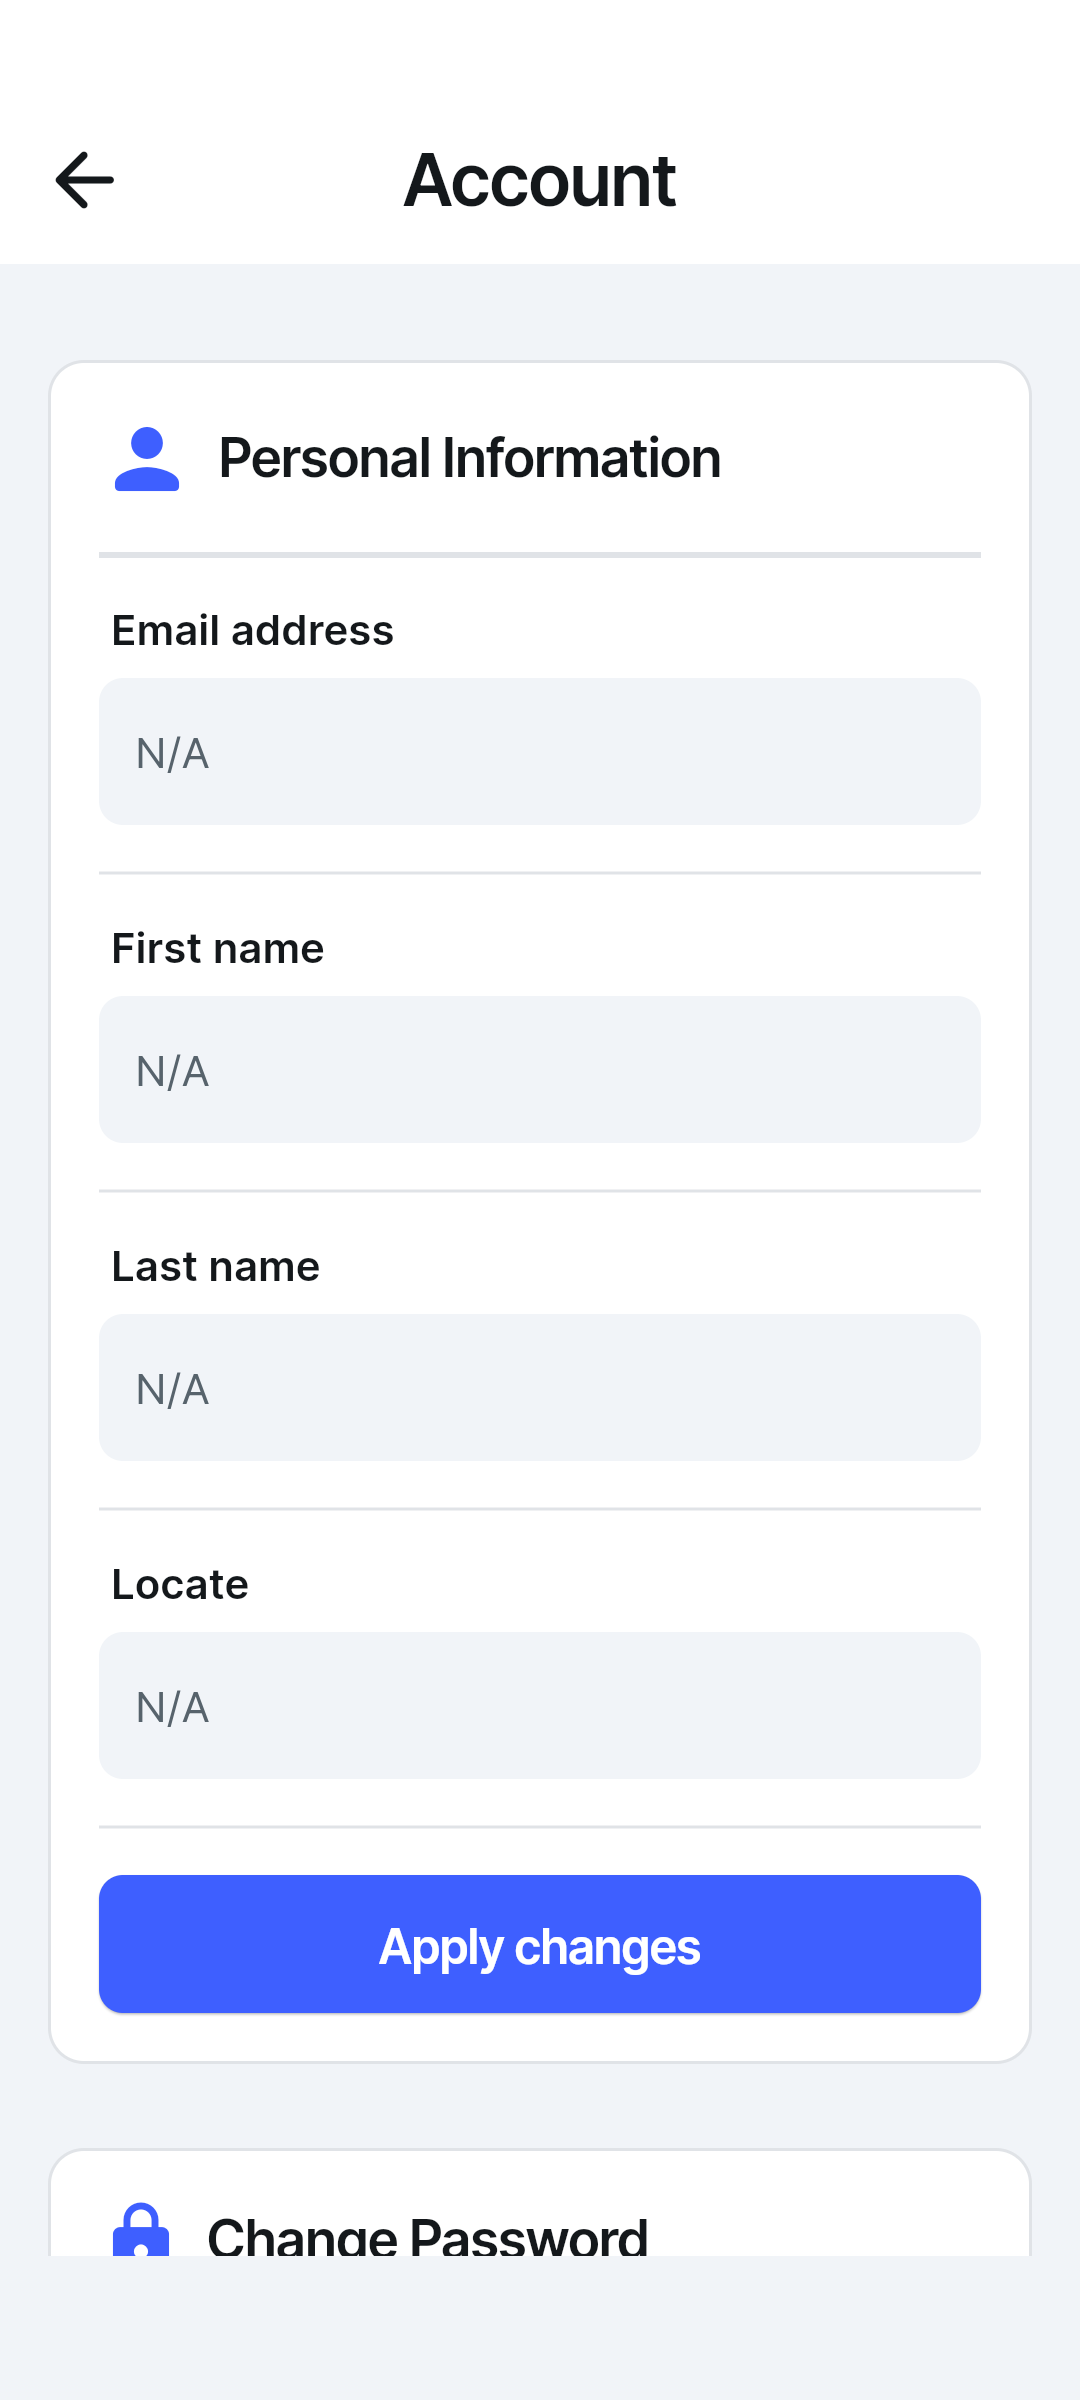 Account
Personal Information
Email address
N/A
First name
N/A
Last name
N/A
Locate
N/A
Apply changes
Change Password